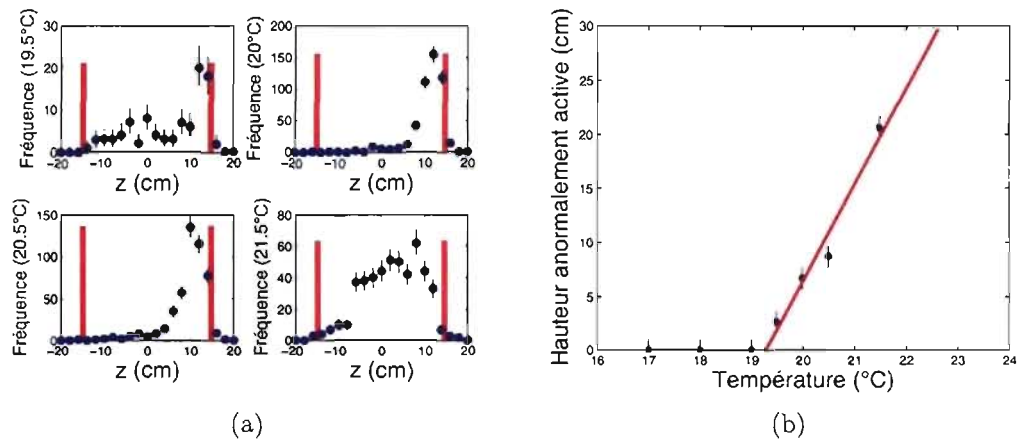 Fréquence (19.5°C)
30
20
10
0
-20 -10 0 10 20
z (cm)
Fréquence (20°C)
200
150
100
50
0
-20 -10 0 10 20
z (cm)
Fréquence (20.5°C)
150
100
50
0
-20 -10 0 10 20
z (cm)
Fréquence (21.5°C)
80
60
40
20
0
-20 -10 0 10 20
z (cm)
(a)
Hauteur anormalement active (cm)
30
25
20
15
10
5
0
16 17 18 19 20 21 22 23 24
Température (°C)
(b)